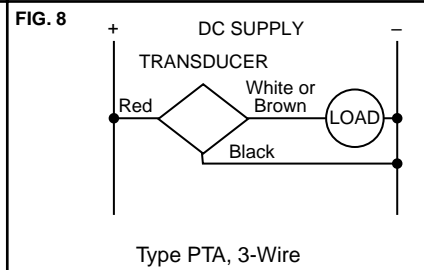 FIG. 8
+ DC SUPPLY –
TRANSDUCER
White or
Red Brown LOAD
Black
Type PTA, 3-Wire